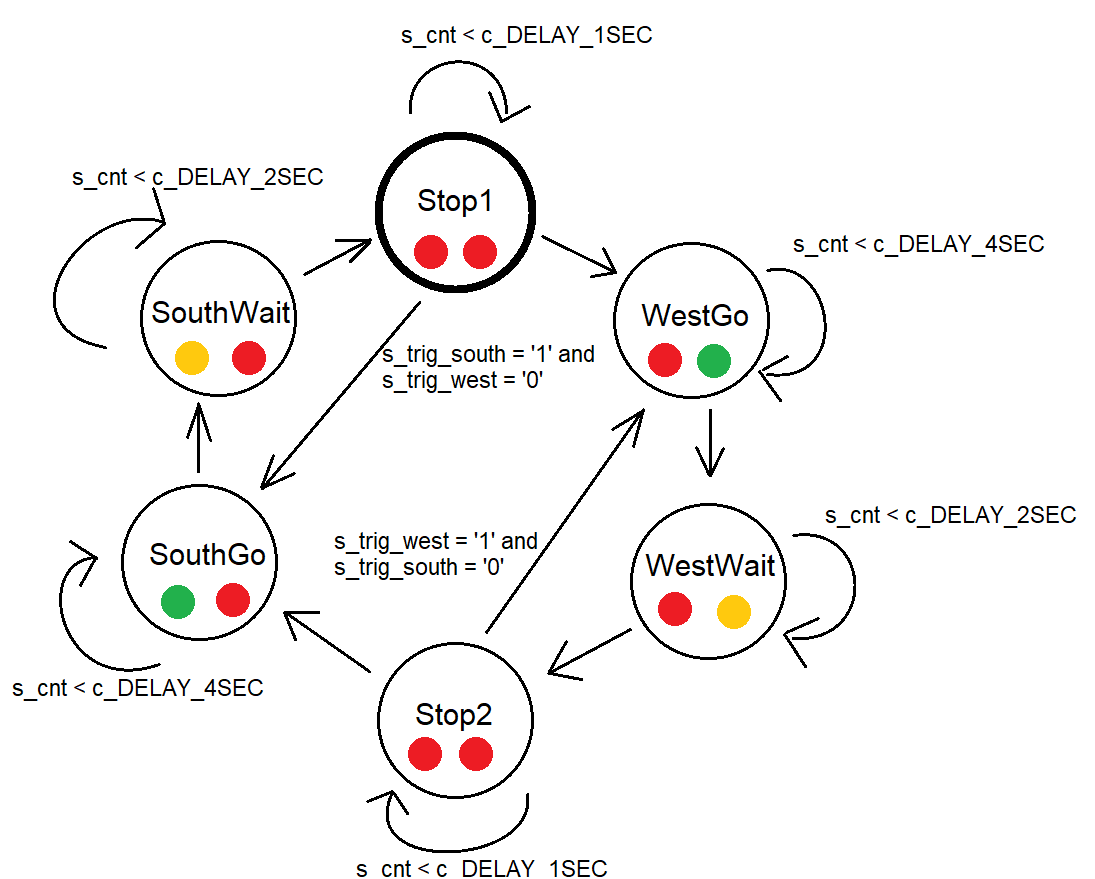 s_cnt < c_DELAY_1SEC
s_cnt < c_DELAY_2SEC
Stop1
s_cnt < c_DELAY_4SEC
SouthWait
WestGo
s_trig_south = '1' and
s_trig_west = '0'
s_cnt < c_DELAY_2SEC
s_trig_west = '1' and
s_trig_south = '0'
SouthGo
WestWait
s_cnt < c_DELAY_4SEC
Stop2
s_cnt < c_DELAY_1SEC